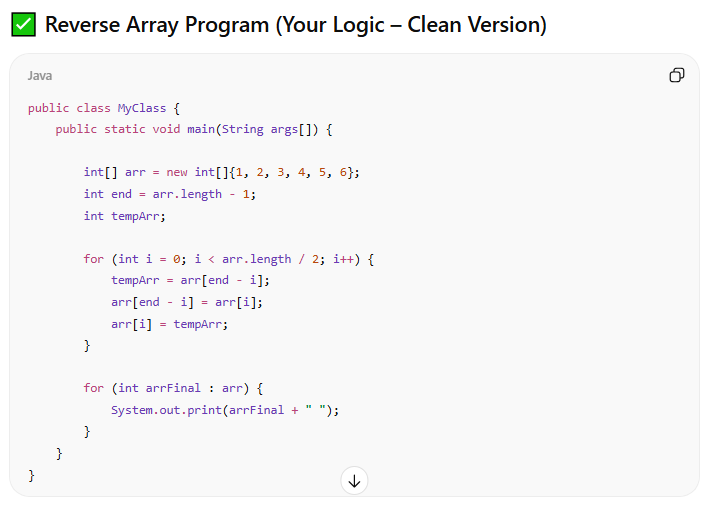 ✅ Reverse Array Program (Your Logic – Clean Version)
Java
public class MyClass {
    public static void main(String args[]) {

        int[] arr = new int[]{1, 2, 3, 4, 5, 6};
        int end = arr.length - 1;
        int tempArr;

        for (int i = 0; i < arr.length / 2; i++) {
            tempArr = arr[end - i];
            arr[end - i] = arr[i];
            arr[i] = tempArr;
        }

        for (int arrFinal : arr) {
            System.out.print(arrFinal + " ");
        }
    }
}